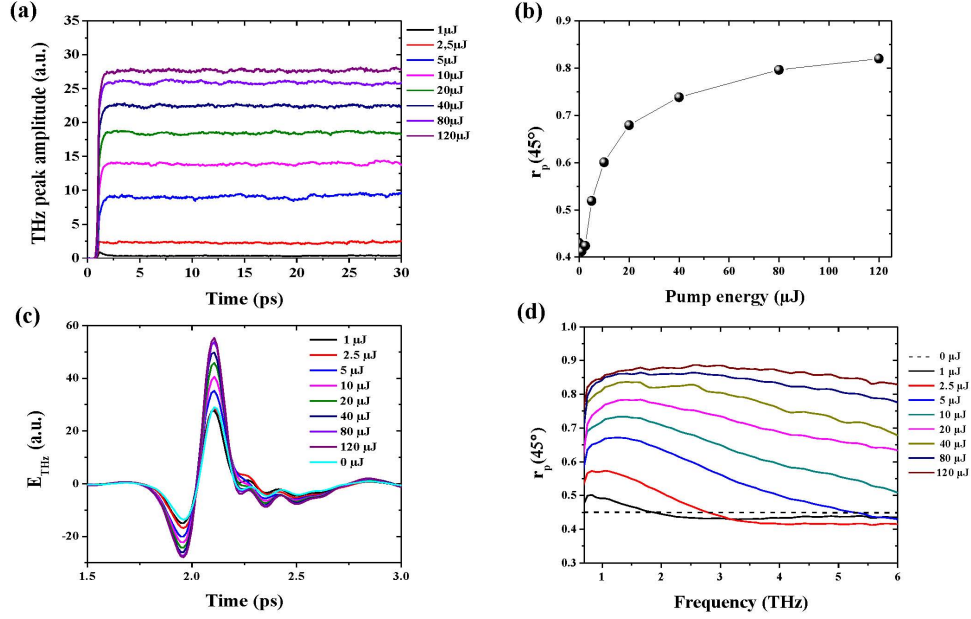 (a)
THz peak amplitude (a.u.)
35
30
25
20
15
10
5
0
0
5
10
15
20
25
30
Time (ps)
1μJ
2,5μJ
5μJ
10μJ
20μJ
40μJ
80μJ
120μJ
(b)
r_p(45°)
0.9
0.8
0.7
0.6
0.5
0.4
0
20
40
60
80
100
120
Pump energy (μJ)
(c)
E_THz (a.u.)
60
40
20
0
-20
1.5
2.0
2.5
3.0
Time (ps)
1 μJ
2.5 μJ
5 μJ
10 μJ
20 μJ
40 μJ
80 μJ
120 μJ
0 μJ
(d)
r_p(45°)
1.0
0.9
0.8
0.7
0.6
0.5
0.4
0.3
1
2
3
4
5
6
Frequency (THz)
0 μJ
1 μJ
2.5 μJ
5 μJ
10 μJ
20 μJ
40 μJ
80 μJ
120 μJ